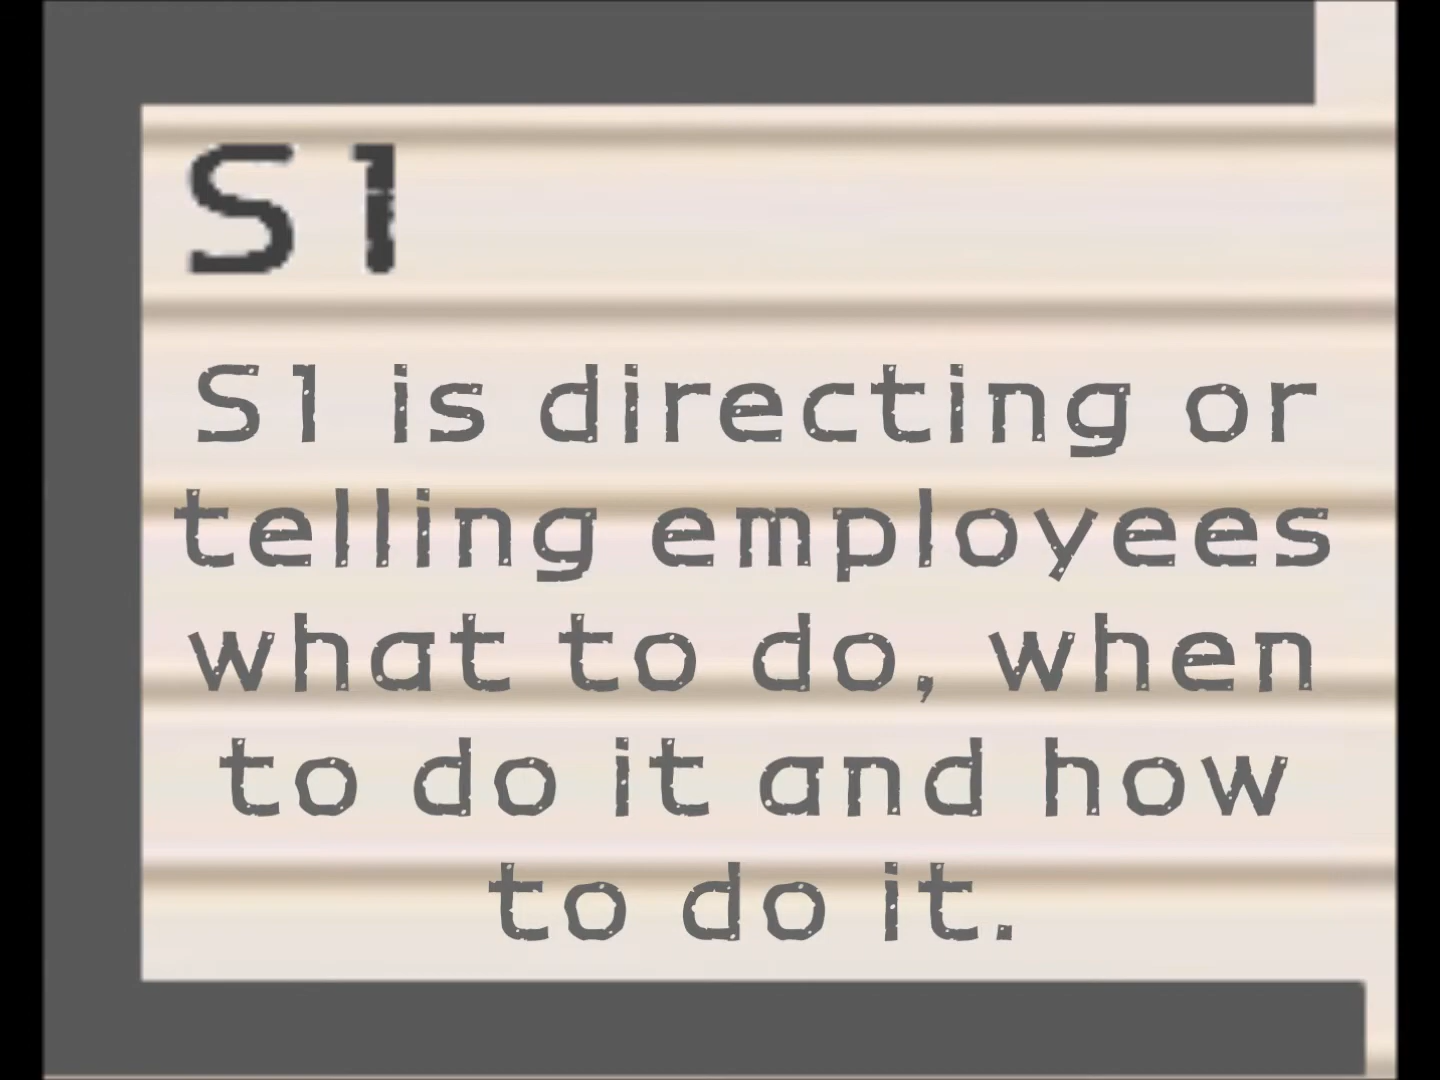 S1
S1 is directing or
telling employees
what to do, when
to do it and how
to do it.